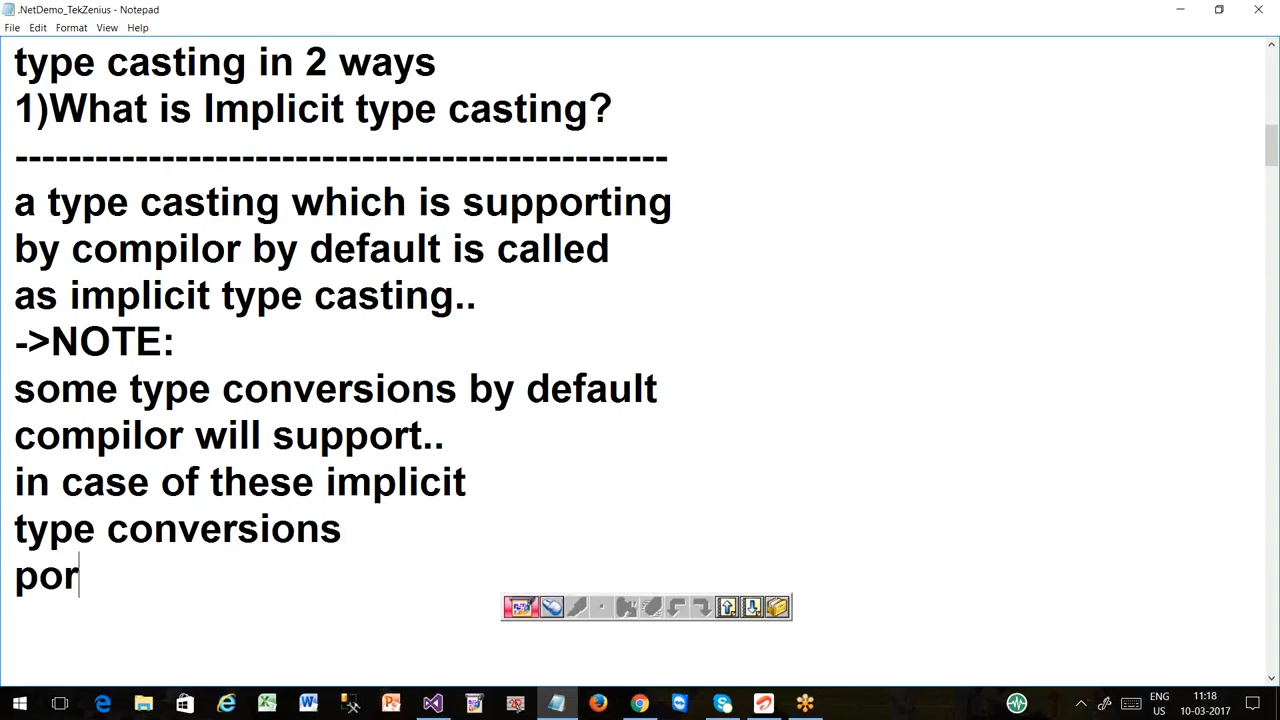 .NetDemo_TekZenius - Notepad
File Edit Format View Help
type casting in 2 ways
1)What is Implicit type casting?
-------------------------------------------------
a type casting which is supporting
by compilor by default is called
as implicit type casting..
->NOTE:
some type conversions by default
compilor will support..
in case of these implicit
type conversions
por
ENG
US
11:18
10-03-2017